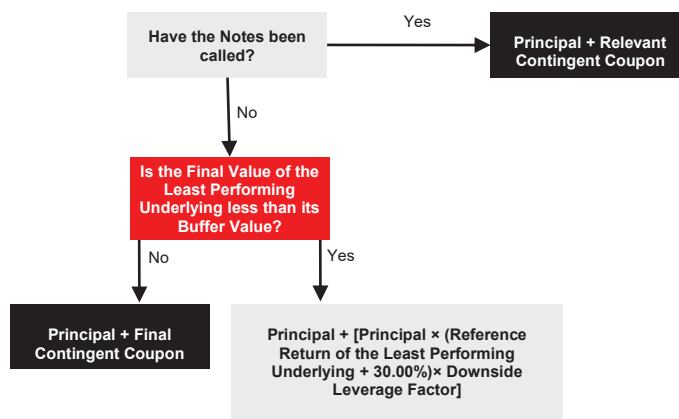 Have the Notes been
called?
Yes
Principal + Relevant
Contingent Coupon
No
Is the Final Value of the
Least Performing
Underlying less than its
Buffer Value?
No
Yes
Principal + Final
Contingent Coupon
Principal + [Principal × (Reference
Return of the Least Performing
Underlying + 30.00%)× Downside
Leverage Factor]